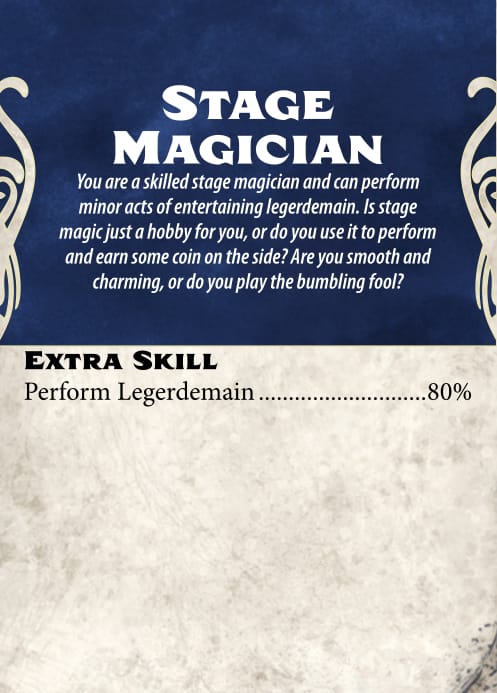 Stage
Magician
You are a skilled stage magician and can perform
minor acts of entertaining legerdemain. Is stage
magic just a hobby for you, or do you use it to perform
and earn some coin on the side? Are you smooth and
charming, or do you play the bumbling fool?
Extra Skill
Perform Legerdemain ............................80%